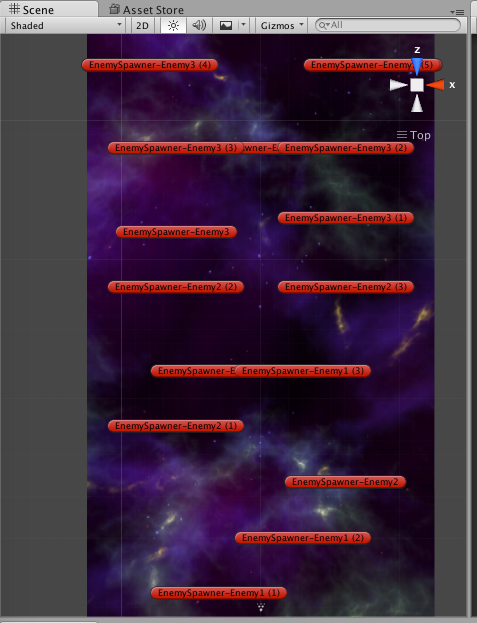 Scene Asset Store
Shaded 2D Gizmos All
z
x
Top
EnemySpawner-Enemy3 (4)
EnemySpawner-Enemy (5)
EnemySpawner-Enemy3 (3) EnemySpawner-Enemy3 (2)
EnemySpawner-Enemy3 (1)
EnemySpawner-Enemy3
EnemySpawner-Enemy2 (2) EnemySpawner-Enemy2 (3)
EnemySpawner-E EnemySpawner-Enemy1 (3)
EnemySpawner-Enemy2 (1)
EnemySpawner-Enemy2
EnemySpawner-Enemy1 (2)
EnemySpawner-Enemy1 (1)